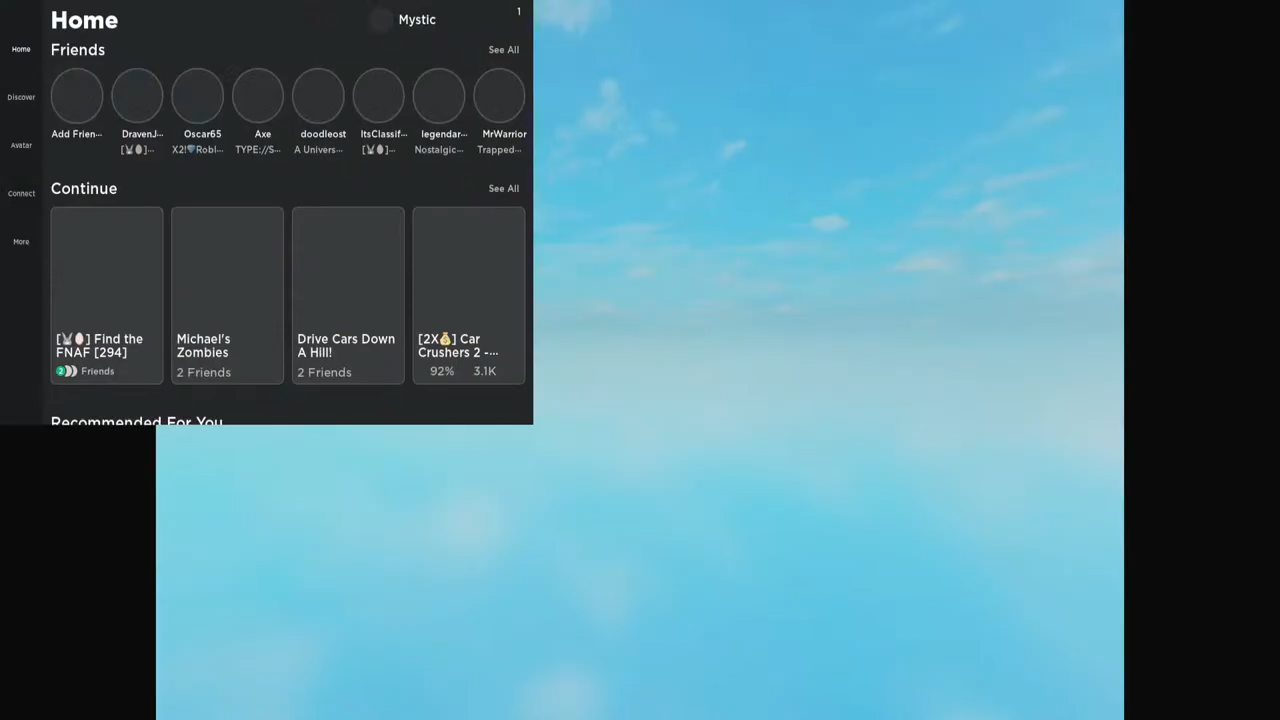 Home
Mystic
1
Friends
See All
Home
Discover
Avatar
Connect
More
Add Frien...
DravenJ...
Oscar65
Axe
doodleost
ItsClassif...
legendar...
MrWarrior
[🐰🥚]...
X2!💎Robl...
TYPE://S...
A Univers...
[🐰🥚]...
Nostalgic...
Trapped...
Continue
See All
[🐰🥚] Find the
FNAF [294]
2 Friends
Michael's
Zombies
2 Friends
Drive Cars Down
A Hill!
2 Friends
[2X💰] Car
Crushers 2 -...
92% 3.1K
Recommended For You